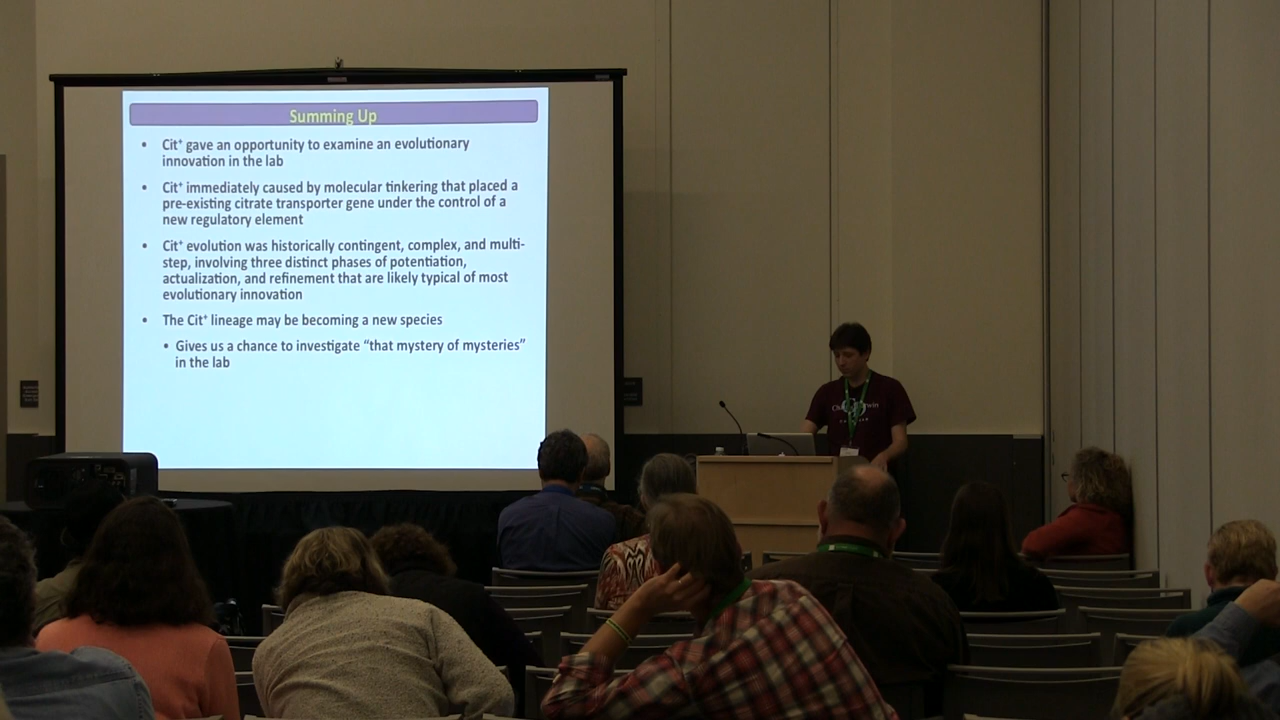 Summing Up
• Cit⁺ gave an opportunity to examine an evolutionary
innovation in the lab
• Cit⁺ immediately caused by molecular tinkering that placed a
pre-existing citrate transporter gene under the control of a
new regulatory element
• Cit⁺ evolution was historically contingent, complex, and multi-
step, involving three distinct phases of potentiation,
actualization, and refinement that are likely typical of most
evolutionary innovation
• The Cit⁺ lineage may be becoming a new species
• Gives us a chance to investigate “that mystery of mysteries”
in the lab